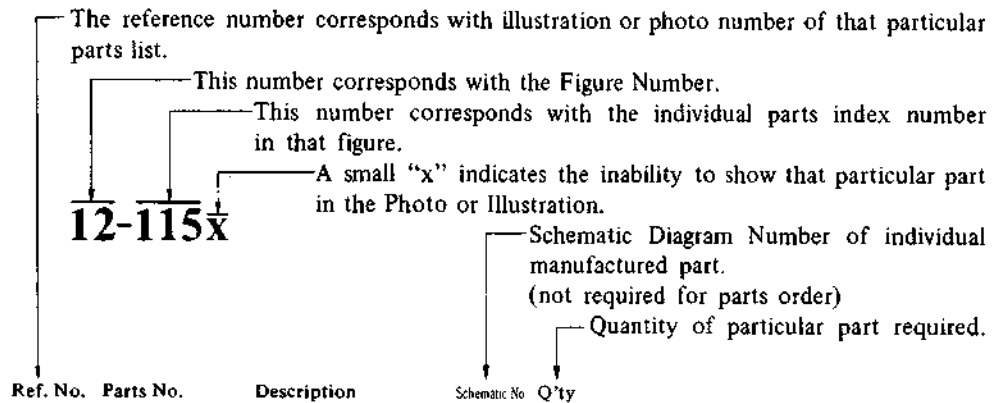 The reference number corresponds with illustration or photo number of that particular
parts list.
This number corresponds with the Figure Number.
This number corresponds with the individual parts index number
in that figure.
A small “x” indicates the inability to show that particular part
in the Photo or Illustration.
12-115x
Schematic Diagram Number of individual
manufactured part.
(not required for parts order)
Quantity of particular part required.
Ref. No. Parts No. Description Schematic No Q'ty